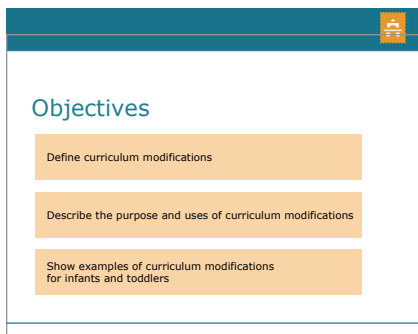 Objectives
Define curriculum modifications
Describe the purpose and uses of curriculum modifications
Show examples of curriculum modifications
for infants and toddlers